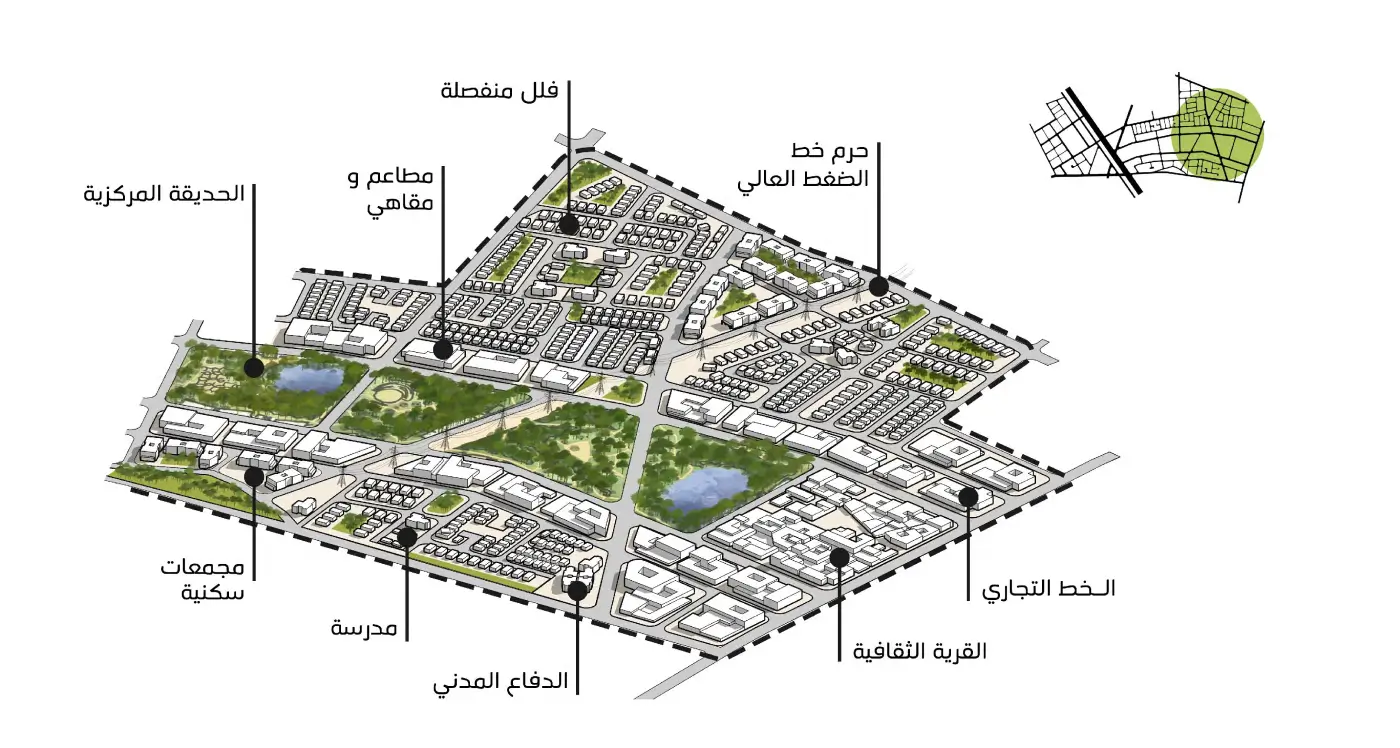 فلل منفصلة
حرم خط
الضغط العالي
مطاعم و
مقاهي
الحديقة المركزية
مجمعات
سكنية
الـخط التجاري
مدرسة
القرية الثقافية
الدفاع المدني